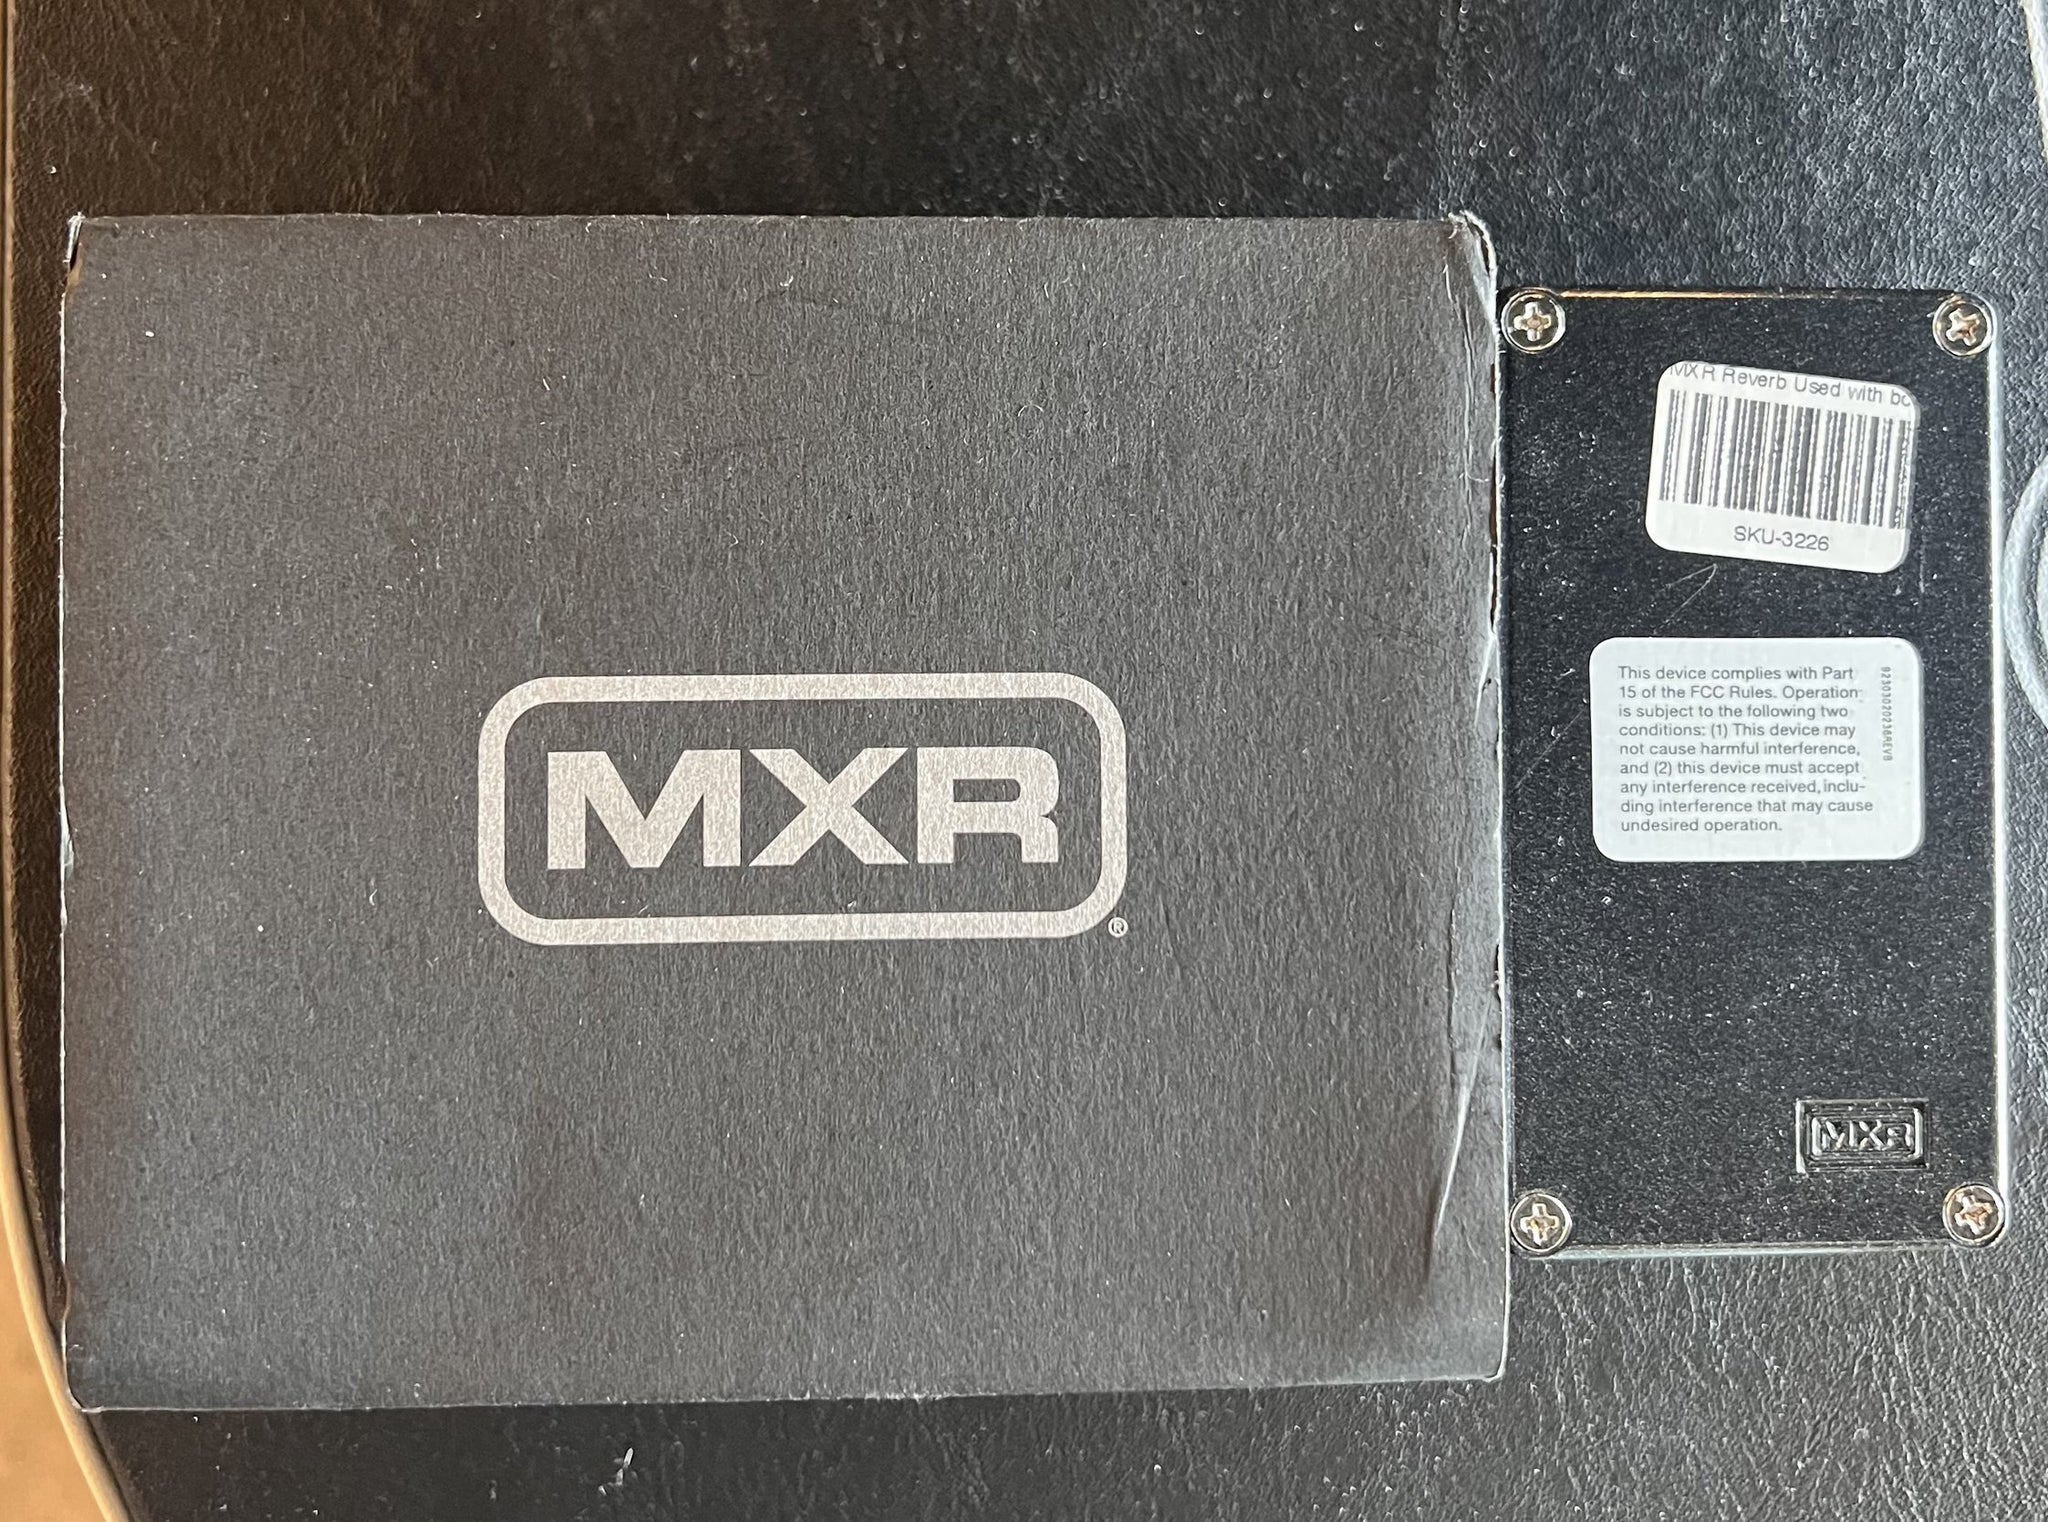 MXR
®
MXR Reverb Used with bo
SKU-3226
This device complies with Part
15 of the FCC Rules. Operation
is subject to the following two
conditions: (1) This device may
not cause harmful interference,
and (2) this device must accept
any interference received, inclu-
ding interference that may cause
undesired operation.
MXR